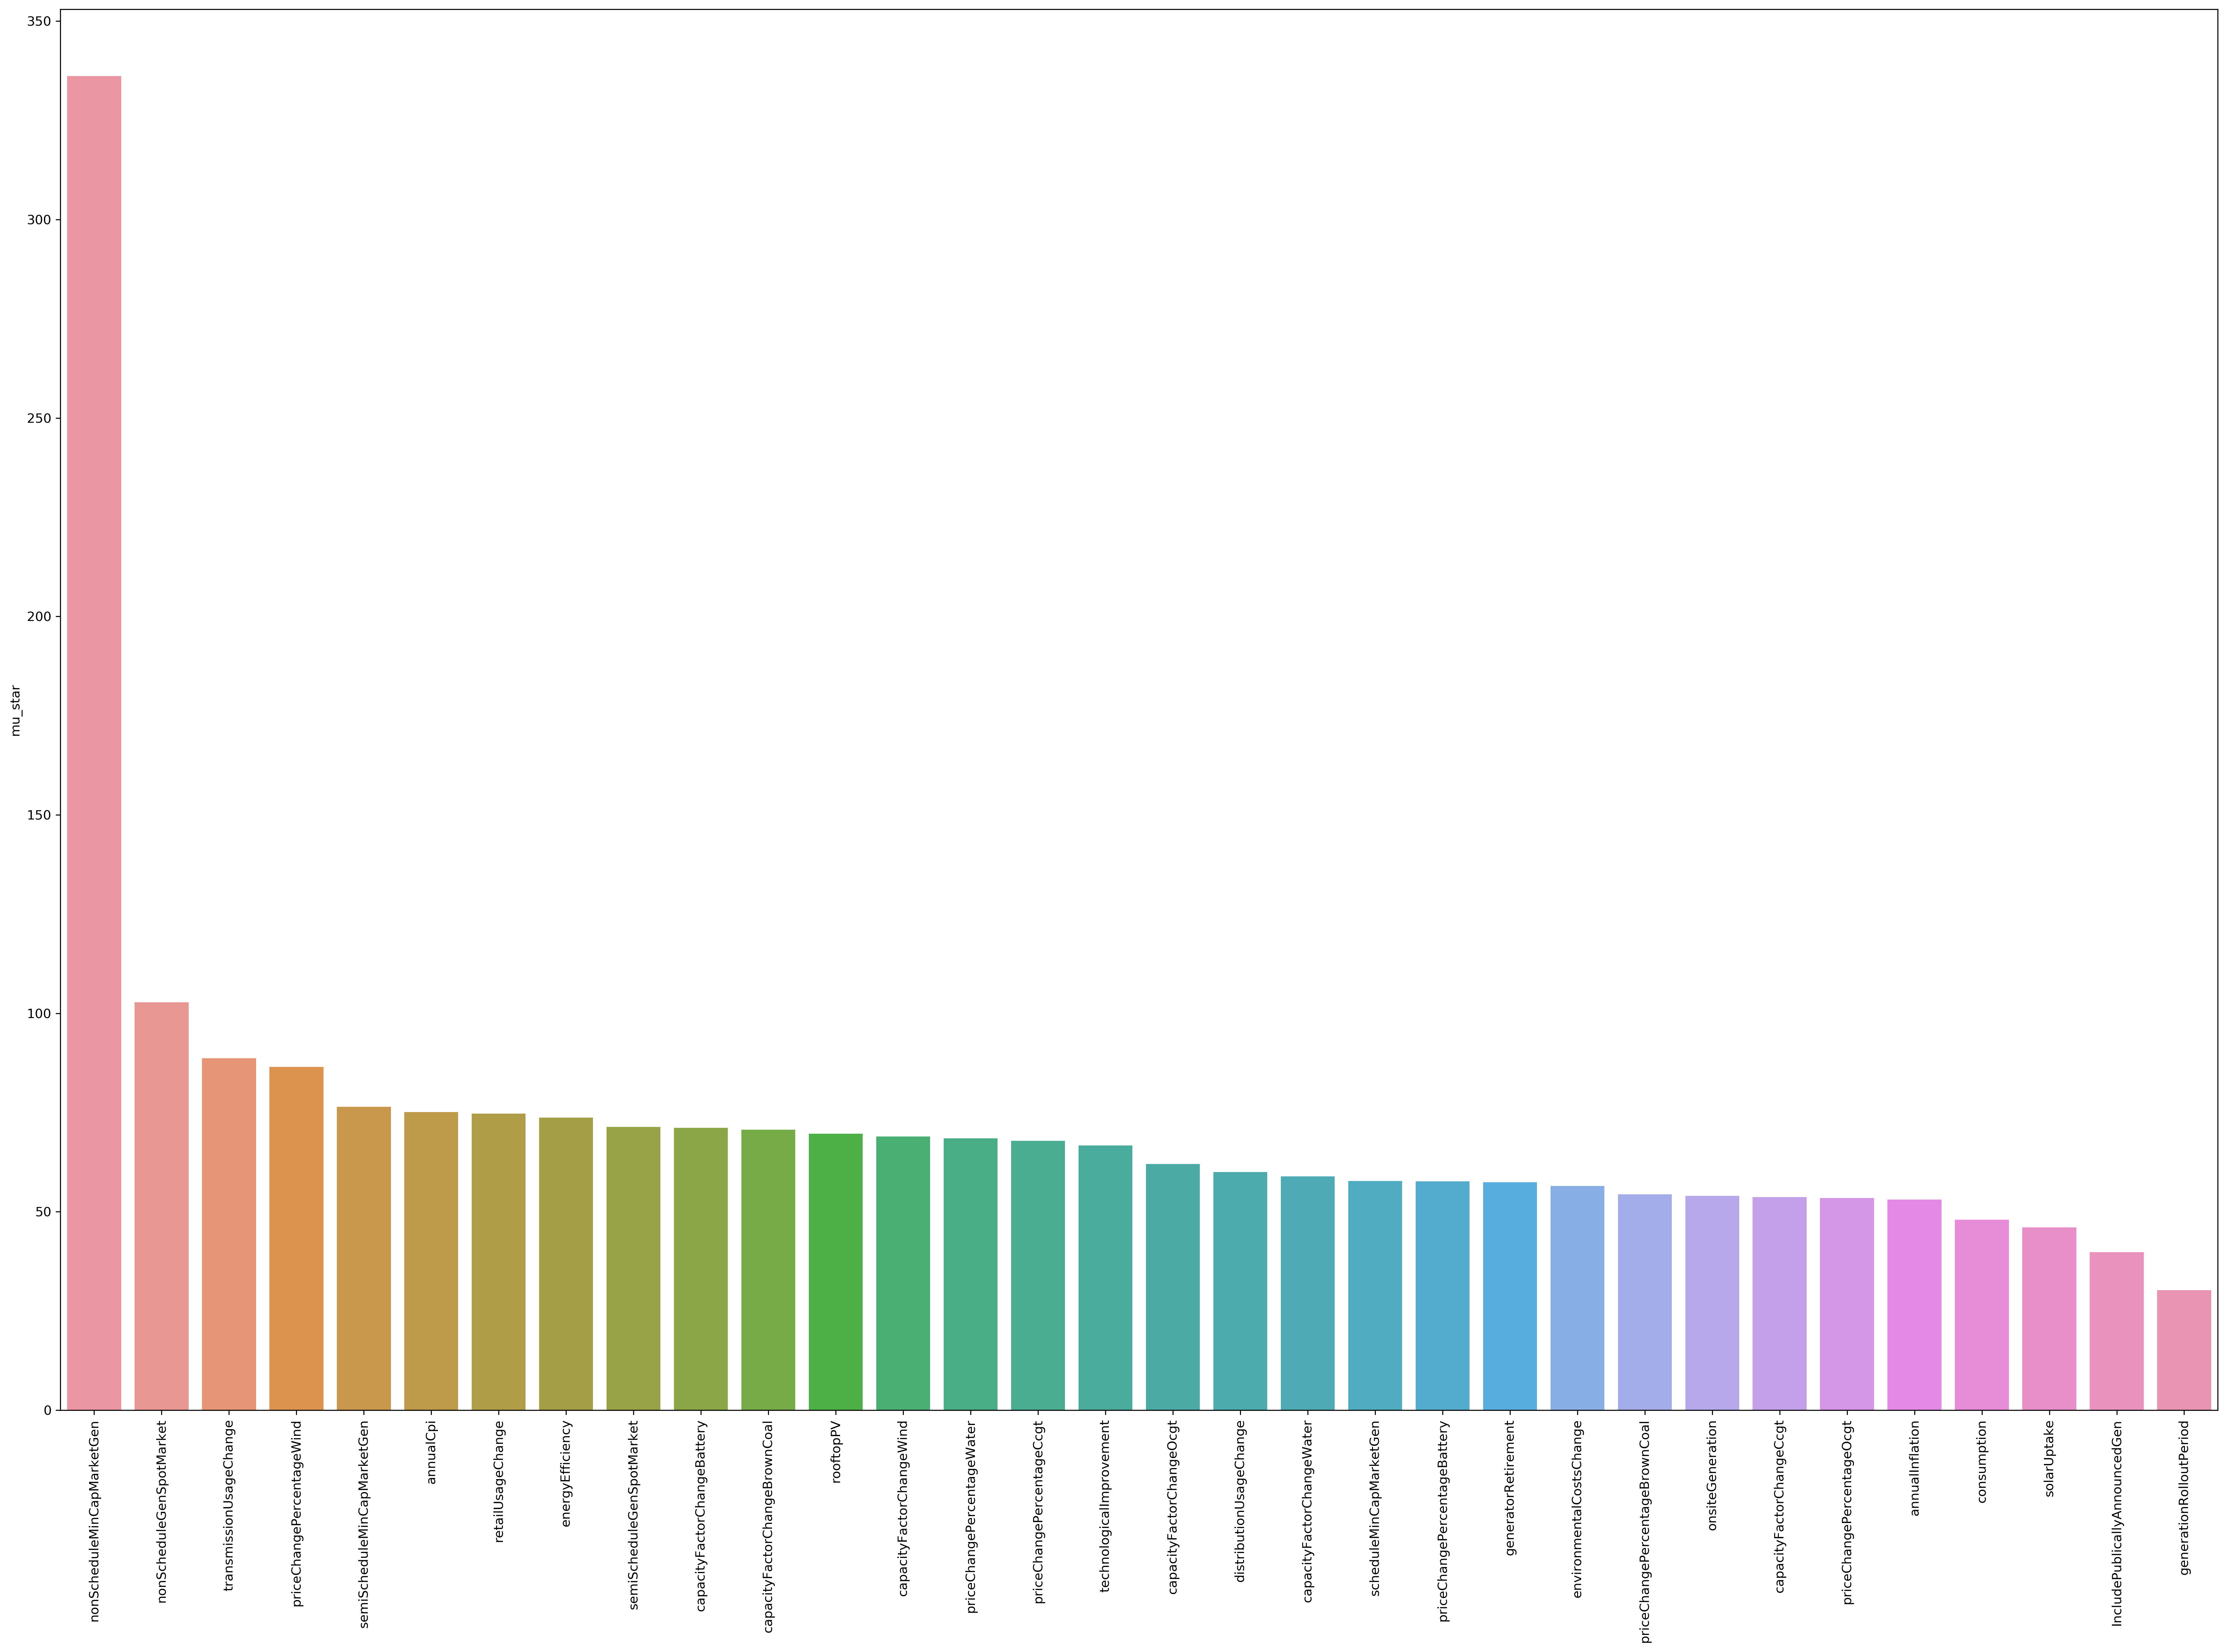 350
300
250
200
150
100
50
0
mu_star
nonScheduleMinCapMarketGen
nonScheduleGenSpotMarket
transmissionUsageChange
priceChangePercentageWind
semiScheduleMinCapMarketGen
annualCpi
retailUsageChange
energyEfficiency
semiScheduleGenSpotMarket
capacityFactorChangeBattery
capacityFactorChangeBrownCoal
rooftopPV
capacityFactorChangeWind
priceChangePercentageWater
priceChangePercentageCcgt
technologicalImprovement
capacityFactorChangeOcgt
distributionUsageChange
capacityFactorChangeWater
scheduleMinCapMarketGen
priceChangePercentageBattery
generatorRetirement
environmentalCostsChange
priceChangePercentageBrownCoal
onsiteGeneration
capacityFactorChangeCcgt
priceChangePercentageOcgt
annualInflation
consumption
solarUptake
IncludePublicallyAnnouncedGen
generationRolloutPeriod